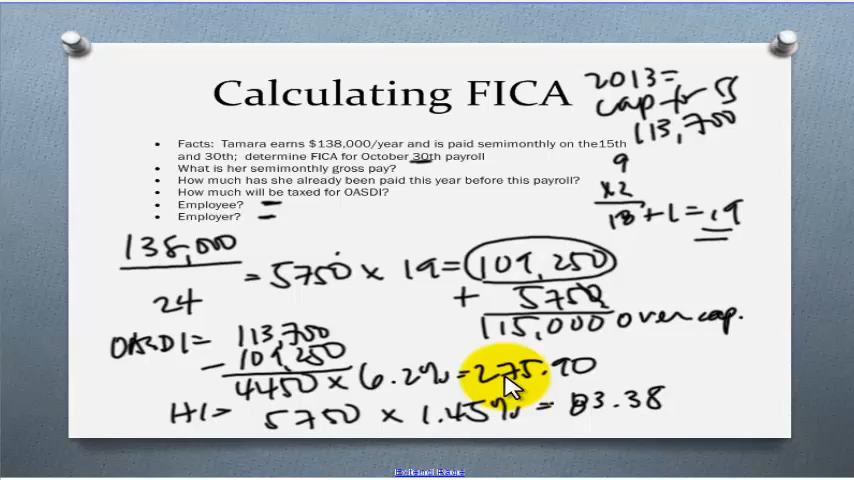 Calculating FICA
2013=
cap for SS
113,700
• Facts: Tamara earns $138,000/year and is paid semimonthly on the15th
and 30th; determine FICA for October 30th payroll
• What is her semimonthly gross pay?
• How much has she already been paid this year before this payroll?
• How much will be taxed for OASDI?
• Employee? =
• Employer? =
9
x2
18+1=19
138,000
24
=5750 x 19=109,250
+ 5750
115,000 over cap.
OASDI= 113,700
- 109,250
4450 x 6.2%=275.90
HI= 5750 x 1.45% = 83.38